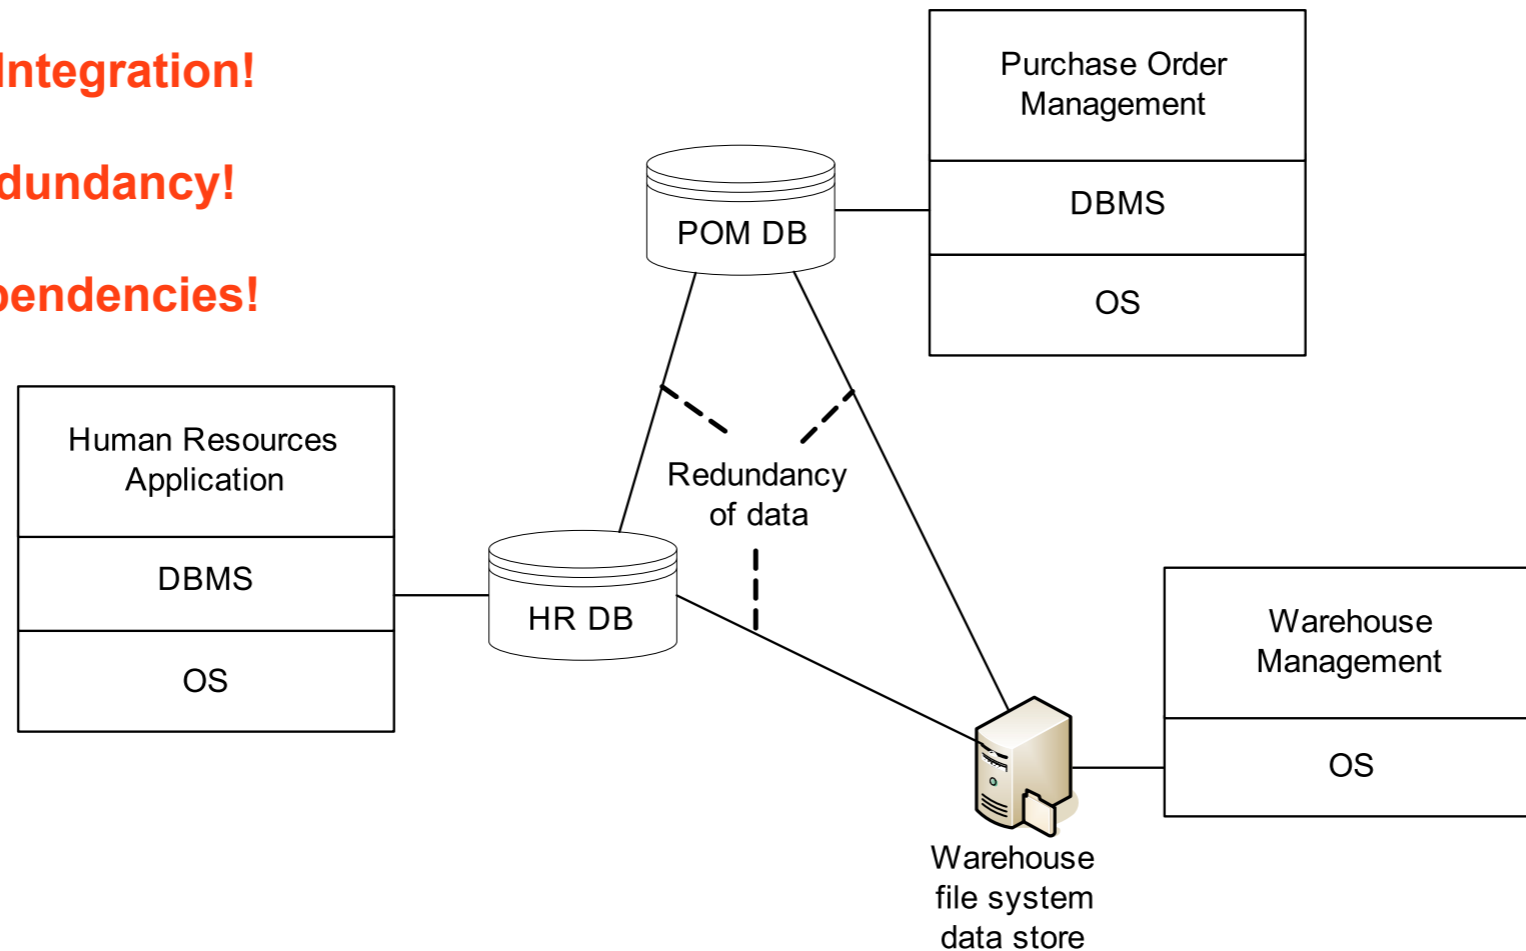 Integration!
dundancy!
pendencies!
Purchase Order
Management
DBMS
OS
POM DB
Human Resources
Application
DBMS
OS
Redundancy
of data
HR DB
Warehouse
Management
OS
Warehouse
file system
data store